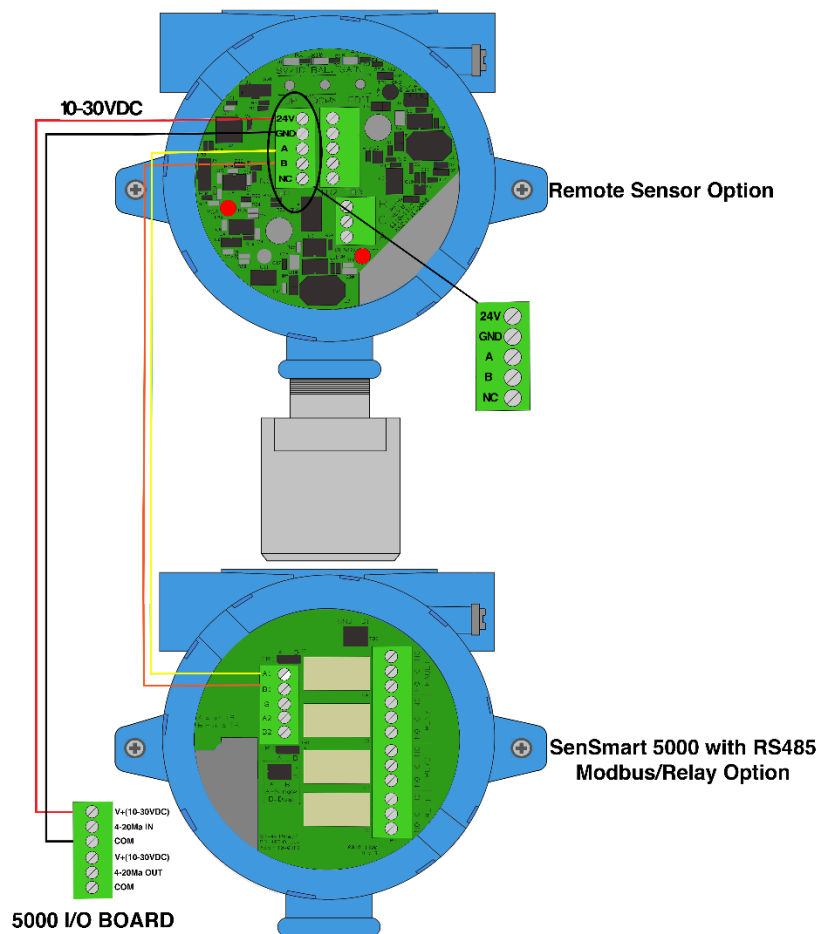 10-30VDC
24V
GND
A
B
NC
Remote Sensor Option
24V
GND
A
B
NC
A1
B1
G
A2
B2
SenSmart 5000 with RS485
Modbus/Relay Option
V+(10-30VDC)
4-20Ma IN
COM
V+(10-30VDC)
4-20Ma OUT
COM
5000 I/O BOARD